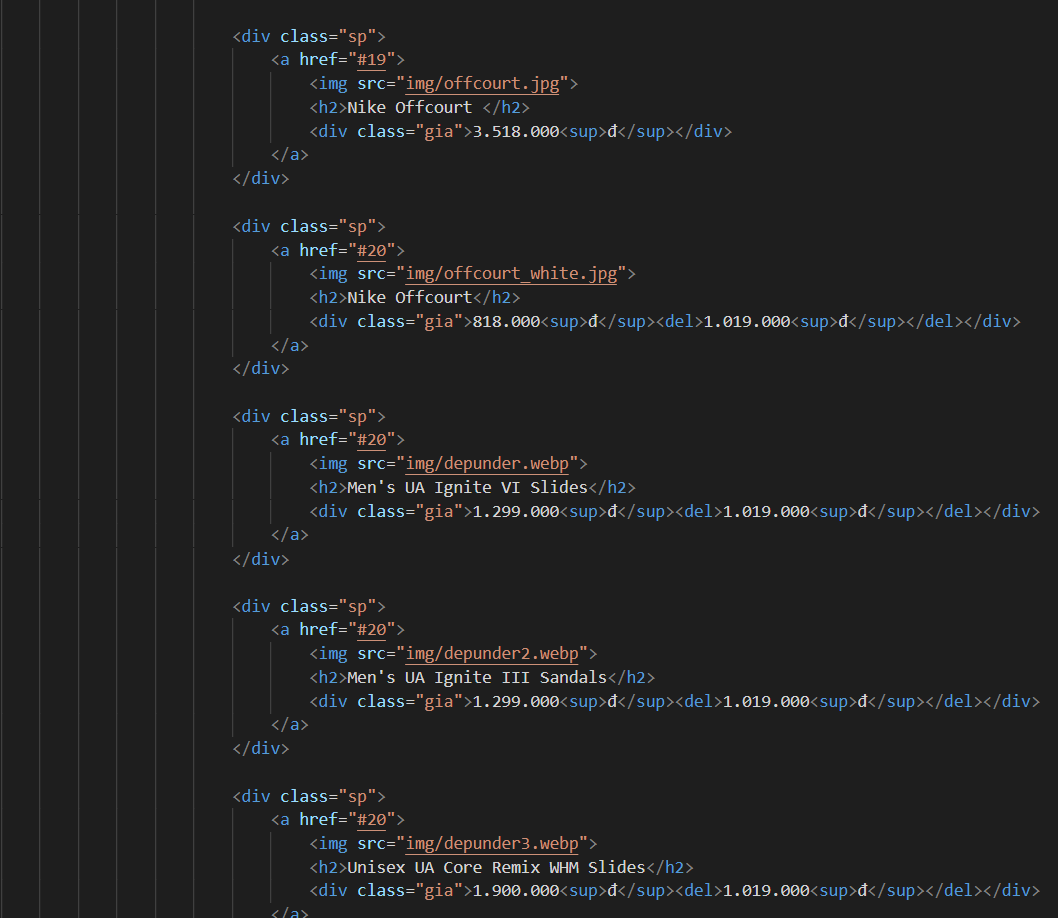 <div class="sp">
<a href="#19">
<img src="img/offcourt.jpg">
<h2>Nike Offcourt </h2>
<div class="gia">3.518.000<sup>đ</sup></div>
</a>
</div>
<div class="sp">
<a href="#20">
<img src="img/offcourt_white.jpg">
<h2>Nike Offcourt</h2>
<div class="gia">818.000<sup>đ</sup><del>1.019.000<sup>đ</sup></del></div>
</a>
</div>
<div class="sp">
<a href="#20">
<img src="img/depunder.webp">
<h2>Men's UA Ignite VI Slides</h2>
<div class="gia">1.299.000<sup>đ</sup><del>1.019.000<sup>đ</sup></del></div>
</a>
</div>
<div class="sp">
<a href="#20">
<img src="img/depunder2.webp">
<h2>Men's UA Ignite III Sandals</h2>
<div class="gia">1.299.000<sup>đ</sup><del>1.019.000<sup>đ</sup></del></div>
</a>
</div>
<div class="sp">
<a href="#20">
<img src="img/depunder3.webp">
<h2>Unisex UA Core Remix WHM Slides</h2>
<div class="gia">1.900.000<sup>đ</sup><del>1.019.000<sup>đ</sup></del></div>
</a>